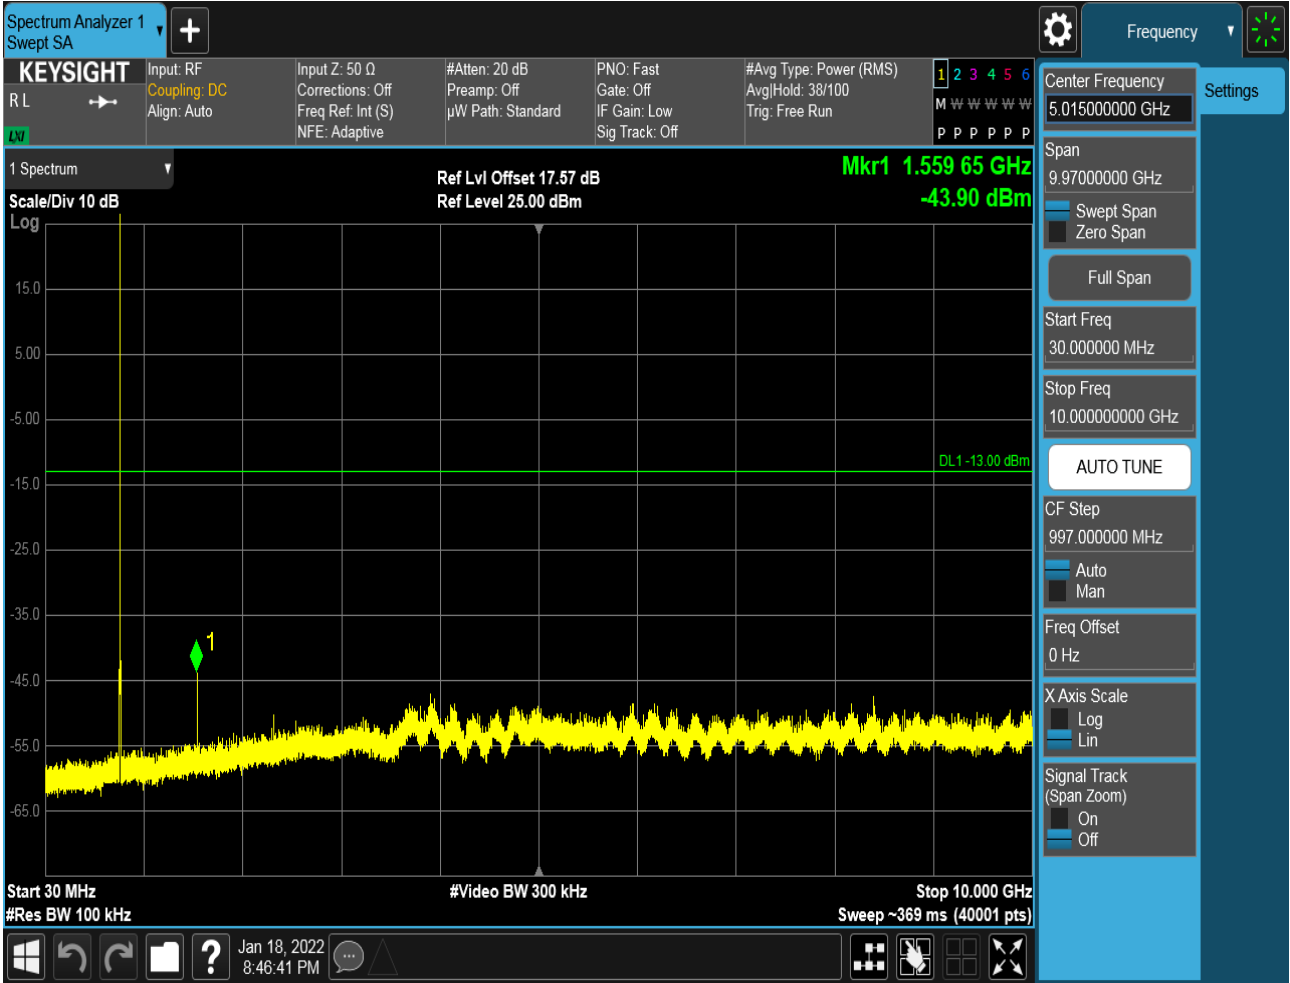 Spectrum Analyzer 1
Swept SA
Frequency
KEYSIGHT
R L
LXI
Input: RF
Coupling: DC
Align: Auto
Input Z: 50 Ω
Corrections: Off
Freq Ref: Int (S)
NFE: Adaptive
#Atten: 20 dB
Preamp: Off
µW Path: Standard
PNO: Fast
Gate: Off
IF Gain: Low
Sig Track: Off
#Avg Type: Power (RMS)
Avg|Hold: 38/100
Trig: Free Run
1 2 3 4 5 6
M W W W W W
P P P P P P
1 Spectrum
Scale/Div 10 dB
Log
Ref Lvl Offset 17.57 dB
Ref Level 25.00 dBm
Mkr1 1.559 65 GHz
-43.90 dBm
15.0
5.00
-5.00
-15.0
-25.0
-35.0
-45.0
-55.0
-65.0
DL1 -13.00 dBm
1
Start 30 MHz
#Res BW 100 kHz
#Video BW 300 kHz
Stop 10.000 GHz
Sweep ~369 ms (40001 pts)
Center Frequency
5.015000000 GHz
Settings
Span
9.97000000 GHz
Swept Span
Zero Span
Full Span
Start Freq
30.000000 MHz
Stop Freq
10.000000000 GHz
AUTO TUNE
CF Step
997.000000 MHz
Auto
Man
Freq Offset
0 Hz
X Axis Scale
Log
Lin
Signal Track
(Span Zoom)
On
Off
?
Jan 18, 2022
8:46:41 PM